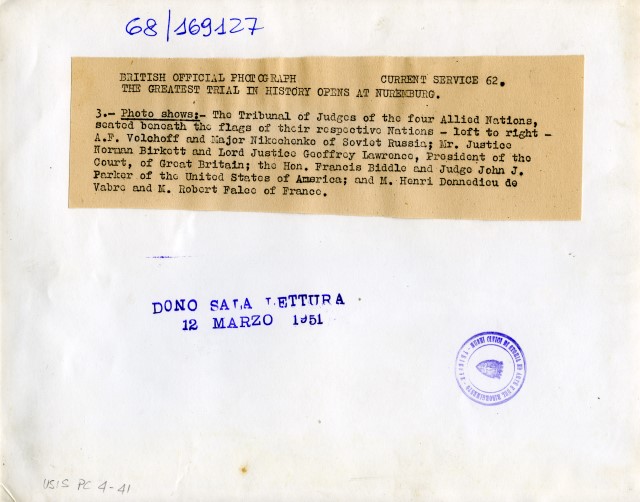 68/169127
BRITISH OFFICIAL PHOTOGRAPH CURRENT SERVICE 62.
THE GREATEST TRIAL IN HISTORY OPENS AT NUREMBURG.
3.- Photo shows:- The Tribunal of Judges of the four Allied Nations,
seated beneath the flags of their respective Nations - left to right -
A.F. Volchoff and Major Nikochenko of Soviet Russia; Mr. Justice
Norman Birkett and Lord Justice Geoffrey Lawrence, President of the
Court, of Great Britain; the Hon. Francis Biddle and Judge John J.
Parker of the United States of America; and M. Henri Donnedieu de
Vabre and M. Robert Falco of France.
DONO SALA LETTURA
12 MARZO 1951
USIS PC 4-41